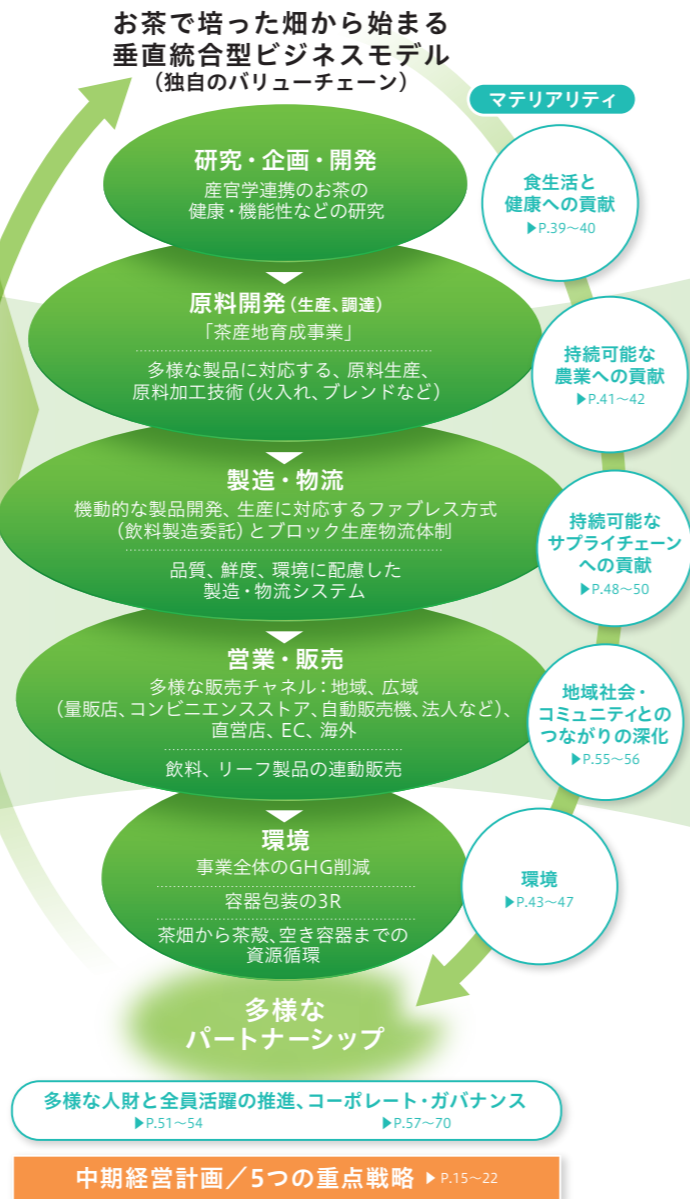 お茶で培った畑から始まる
垂直統合型ビジネスモデル
（独自のバリューチェーン）
マテリアリティ
研究・企画・開発
産官学連携のお茶の
健康・機能性などの研究
食生活と
健康への貢献
▶P.39～40
原料開発（生産、調達）
「茶産地育成事業」
多様な製品に対応する、原料生産、
原料加工技術（火入れ、ブレンドなど）
持続可能な
農業への貢献
▶P.41～42
製造・物流
機動的な製品開発、生産に対応するファブレス方式
（飲料製造委託）とブロック生産物流体制
品質、鮮度、環境に配慮した
製造・物流システム
持続可能な
サプライチェーン
への貢献
▶P.48～50
営業・販売
多様な販売チャネル：地域、広域
（量販店、コンビニエンスストア、自動販売機、法人など）、
直営店、EC、海外
飲料、リーフ製品の連動販売
地域社会・
コミュニティとの
つながりの深化
▶P.55～56
環境
事業全体のGHG削減
容器包装の3R
茶畑から茶殻、空き容器までの
資源循環
環境
▶P.43～47
多様な
パートナーシップ
多様な人財と全員活躍の推進、コーポレート・ガバナンス
▶P.51～54 ▶P.57～70
中期経営計画／5つの重点戦略 ▶P.15～22